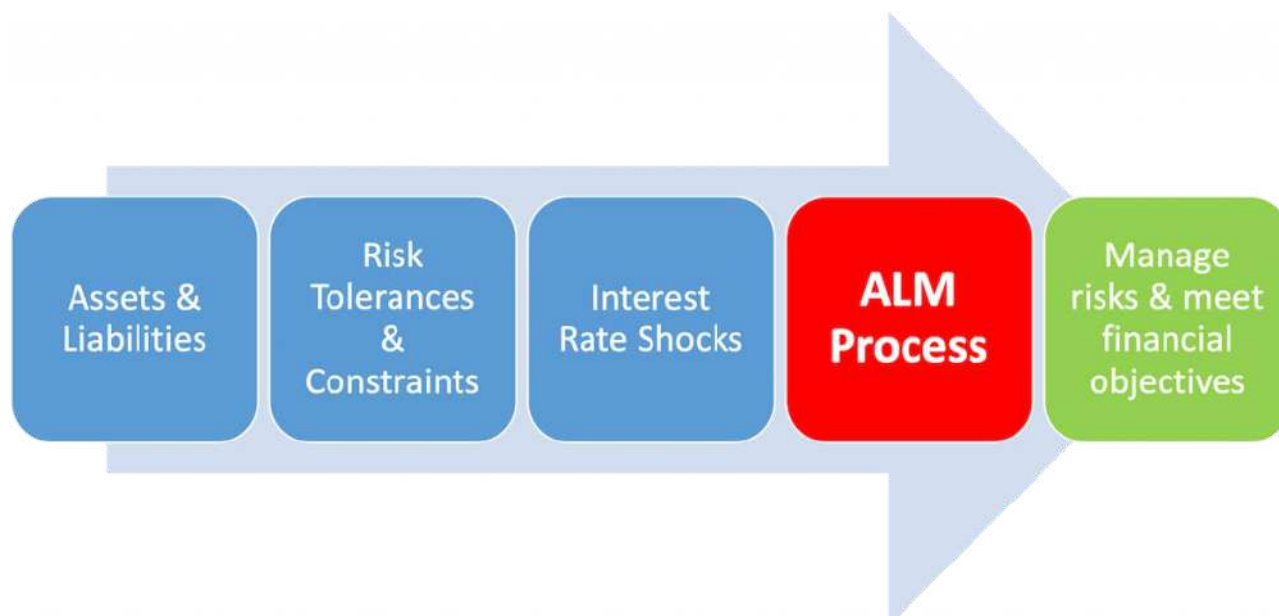 Assets &
Liabilities
Risk
Tolerances
&
Constraints
Interest
Rate Shocks
ALM
Process
Manage
risks & meet
financial
objectives